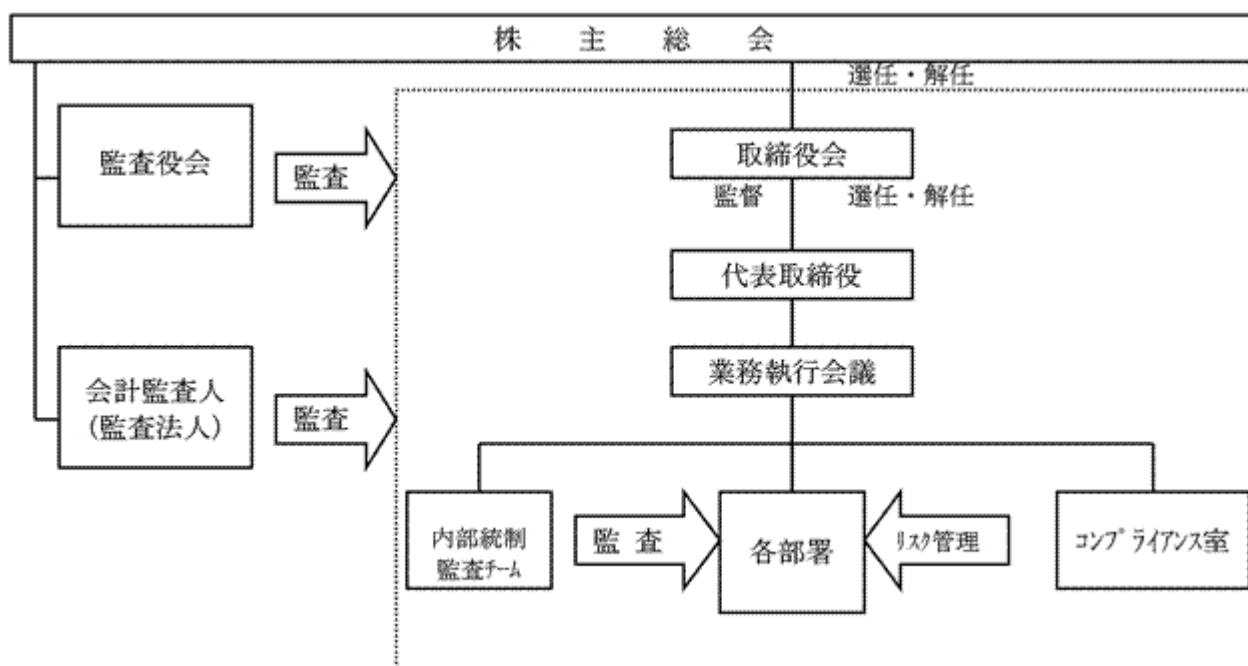 株主総会
選任・解任
監査役会
監査
取締役会
監督
選任・解任
代表取締役
業務執行会議
会計監査人
(監査法人)
監査
内部統制
監査ﾁｰﾑ
監 査
各部署
ﾘｽｸ管理
ｺﾝﾌﾟﾗｲｱﾝｽ室